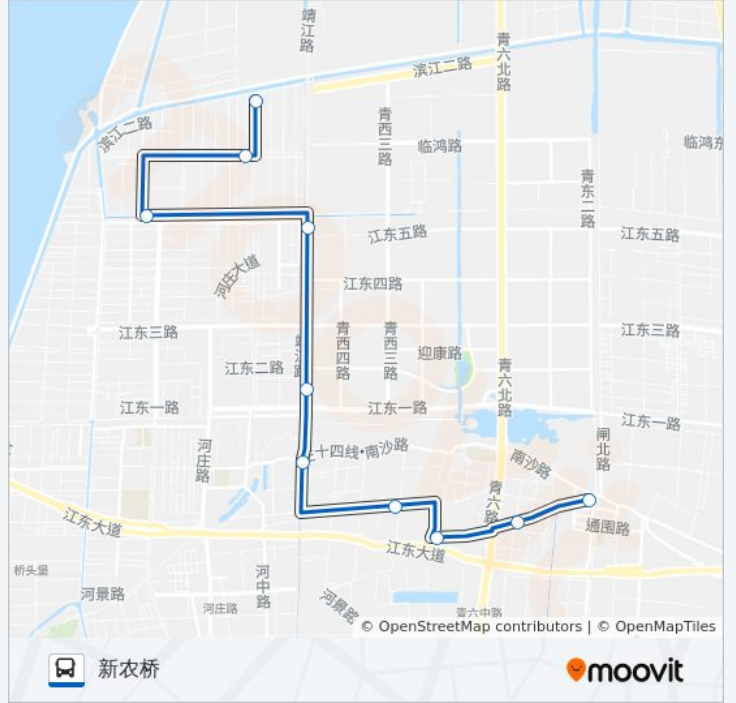 靖江路
青六北路
滨江二路
滨江二路
青西三路
临鸿路
临鸿东
青东二路
江东五路
江东五路
河庄大道
江东四路
江东三路
青西四路
青西三路
迎康路
江东三路
江东二路
靖江路
青六北路
江东一路
江东一路
江东一路
河庄路
十四线•南沙路
南沙路
闸北路
青六路
江东大道
通围路
江东大道
桥头堡
河中路
河景路
河庄路
河景路
青六中路
© OpenStreetMap contributors | © OpenMapTiles
新农桥
moovit